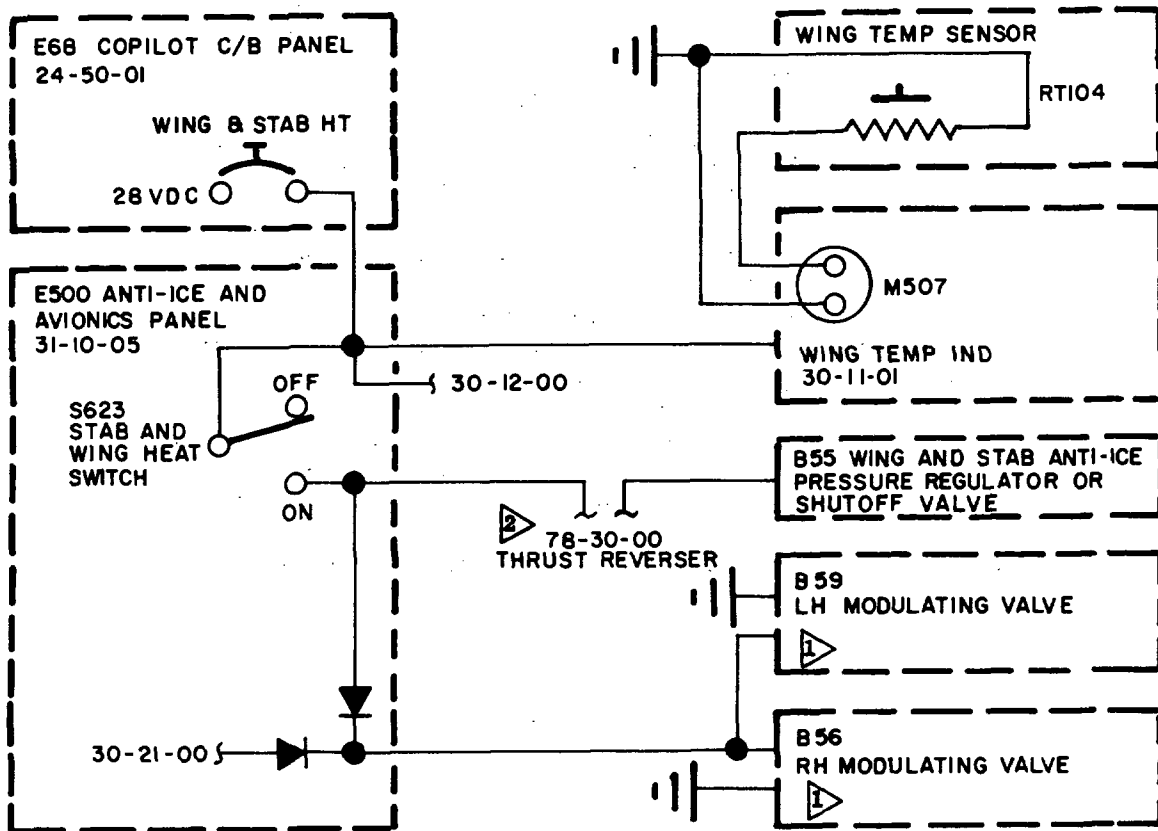 E68 COPILOT C/B PANEL
24-50-01
WING & STAB HT
28 VDC
E500 ANTI-ICE AND
AVIONICS PANEL
31-10-05
OFF
S623
STAB AND
WING HEAT
SWITCH
ON
30-12-00
2
78-30-00
THRUST REVERSER
30-21-00
WING TEMP SENSOR
RT104
M507
WING TEMP IND
30-11-01
B55 WING AND STAB ANTI-ICE
PRESSURE REGULATOR OR
SHUTOFF VALVE
B59
LH MODULATING VALVE
1
B56
RH MODULATING VALVE
1